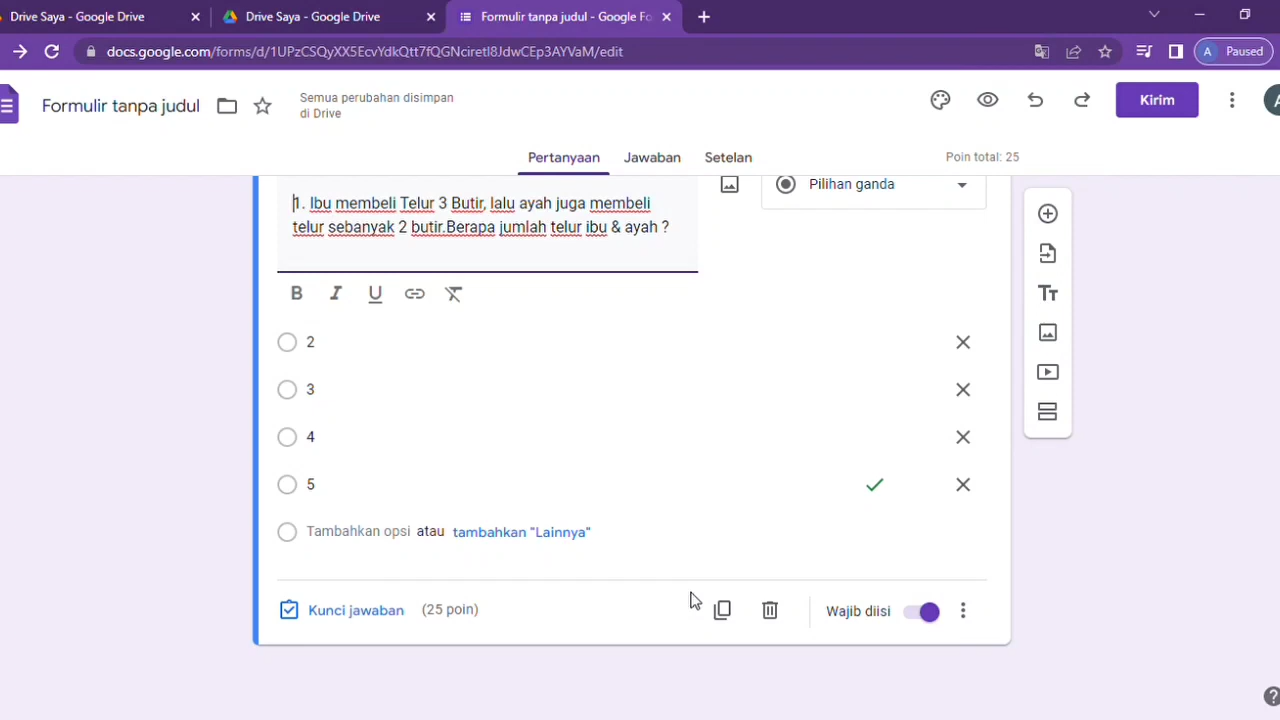 Drive Saya - Google Drive
Drive Saya - Google Drive
Formulir tanpa judul - Google Fo
docs.google.com/forms/d/1UPzCSQyXX5EcvYdkQtt7fQGNciretI8JdwCEp3AYVaM/edit
A Paused
Formulir tanpa judul
Semua perubahan disimpan
di Drive
Kirim
Pertanyaan
Jawaban
Setelan
Poin total: 25
1. Ibu membeli Telur 3 Butir, lalu ayah juga membeli
telur sebanyak 2 butir.Berapa jumlah telur ibu & ayah ?
Pilihan ganda
B I U
2
3
4
5
Tambahkan opsi atau tambahkan "Lainnya"
Kunci jawaban (25 poin)
Wajib diisi